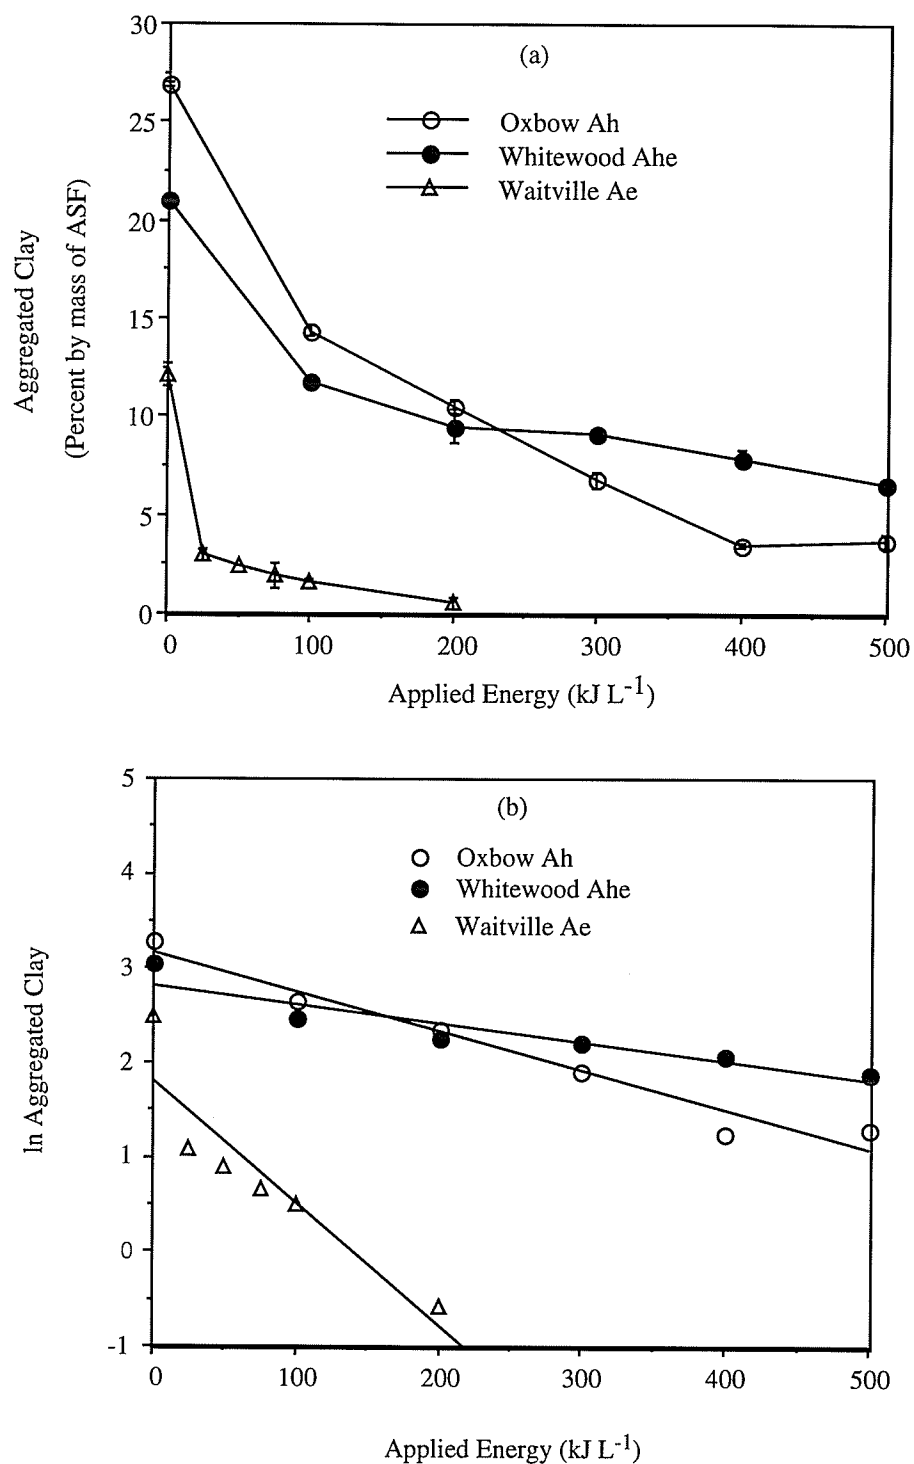 (a)
Oxbow Ah
Whitewood Ahe
Waitville Ae
Aggregated Clay
(Percent by mass of ASF)
30
25
20
15
10
5
0
0 100 200 300 400 500
Applied Energy (kJ L-1)
(b)
Oxbow Ah
Whitewood Ahe
Waitville Ae
ln Aggregated Clay
5
4
3
2
1
0
-1
0 100 200 300 400 500
Applied Energy (kJ L-1)